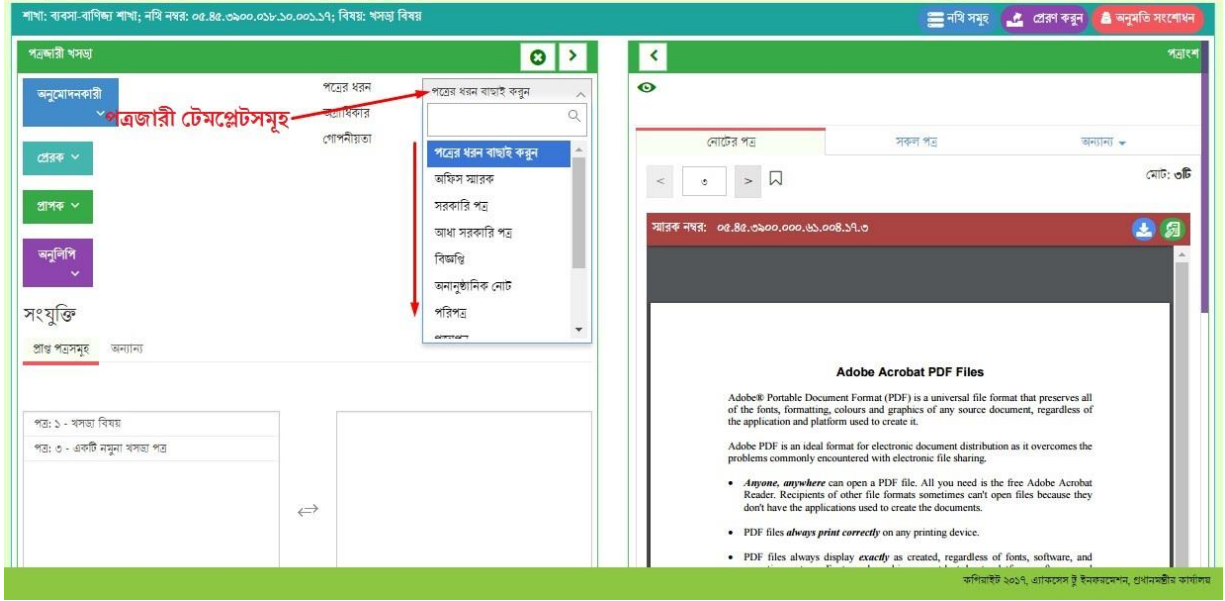 শাখা: ব্যবসা-বাণিজ্য শাখা; নথি নম্বর: ০৫.৪৫.৩৯০০.০১৮.১০.০০১.১৭; বিষয়: খসড়া বিষয়
নথি সমূহ প্রেরণ করুন অনুমতি সংশোধন
পত্রজারী খসড়া
পত্রাংশ
অনুমোদনকারী
পত্রের ধরন
পত্রের ধরন বাছাই করুন
পত্রজারী টেমপ্লেটসমূহ
গোপনীয়তা
প্রেরক
প্রাপক
অনুলিপি
পত্রের ধরন বাছাই করুন
অফিস স্মারক
সরকারি পত্র
আধা সরকারি পত্র
বিজ্ঞপ্তি
অনানুষ্ঠানিক নোট
পরিপত্র
সংযুক্তি
প্রাপ্ত পত্রসমূহ অন্যান্য
পত্র: ১ - খসড়া বিষয়
পত্র: ৩ - একটি নমুনা খসড়া পত্র
নোটের পত্র সকল পত্র অন্যান্য
< ৩ > মোট: ৩টি
স্মারক নম্বর: ০৫.৪৫.৩৯০০.০০০.৬১.০০৪.১৭.৩
Adobe Acrobat PDF Files
Adobe® Portable Document Format (PDF) is a universal file format that preserves all
of the fonts, formatting, colours and graphics of any source document, regardless of
the application and platform used to create it.
Adobe PDF is an ideal format for electronic document distribution as it overcomes the
problems commonly encountered with electronic file sharing.
• Anyone, anywhere can open a PDF file. All you need is the free Adobe Acrobat
Reader. Recipients of other file formats sometimes can't open files because they
don't have the applications used to create the documents.
• PDF files always print correctly on any printing device.
• PDF files always display exactly as created, regardless of fonts, software, and
কপিরাইট ২০১৭, এ্যাকসেস টু ইনফরমেশন, প্রধানমন্ত্রীর কার্যালয়